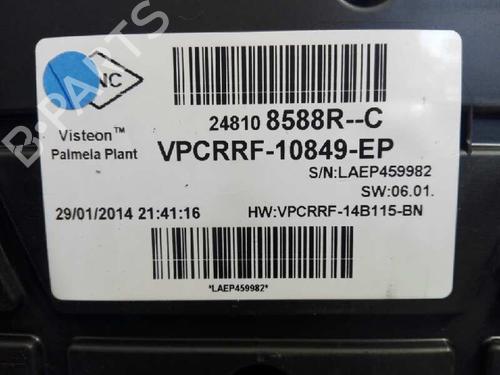 B-PARTS
NC
24810 8588R--C
Visteon™
Palmela Plant
VPCRRF-10849-EP
S/N:LAEP459982
SW:06.01.
29/01/2014 21:41:16
HW:VPCRRF-14B115-BN
*LAEP459982*